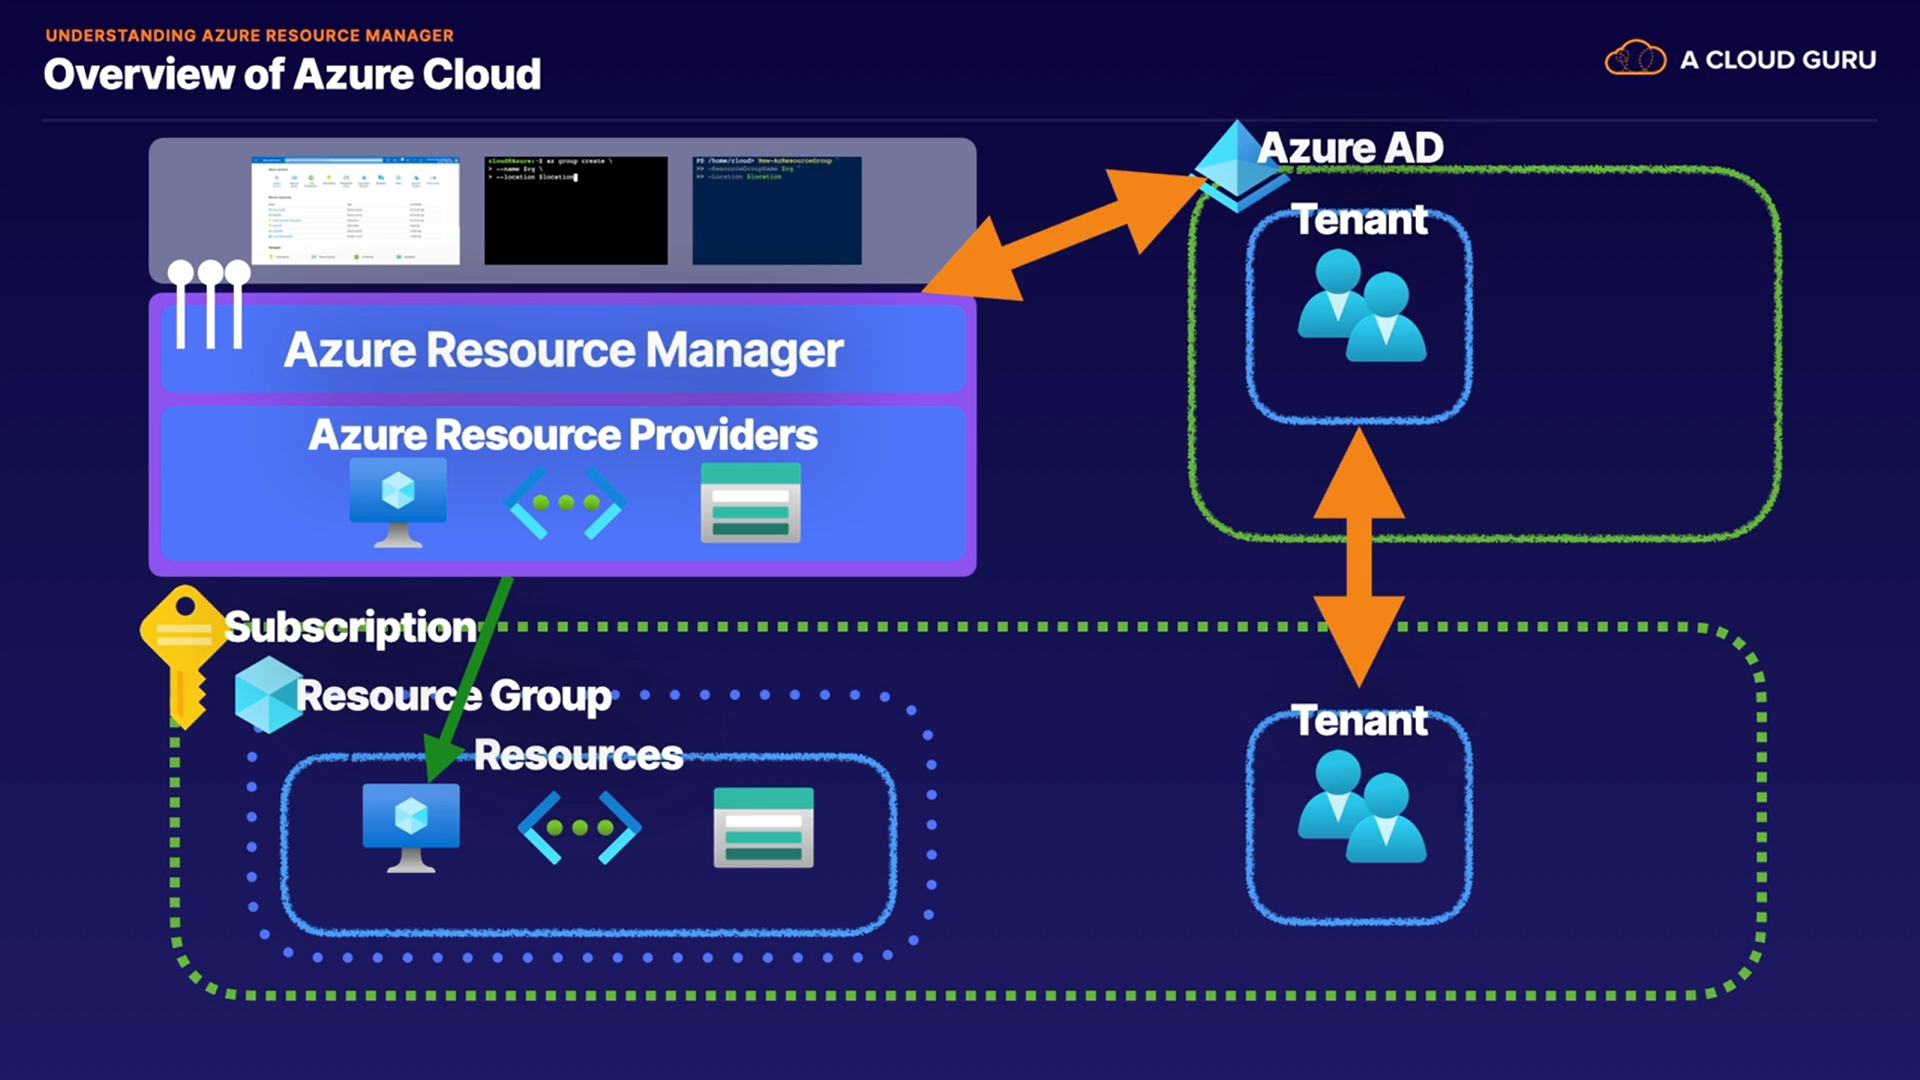 UNDERSTANDING AZURE RESOURCE MANAGER
Overview of Azure Cloud
A CLOUD GURU
cloud@Azure:~$ az group create \
> --name $rg \
> --location $location
PS /home/cloud> New-AzResourceGroup `
>> -ResourceGroupName $rg `
>> -Location $location
Azure AD
Tenant
Azure Resource Manager
Azure Resource Providers
Subscription
Resource Group
Resources
Tenant